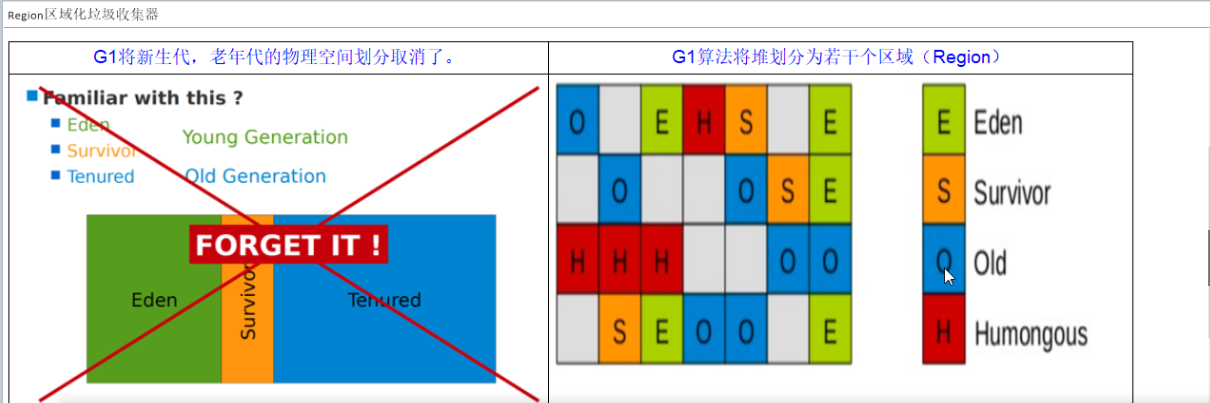 Region区域化垃圾收集器
G1将新生代，老年代的物理空间划分取消了。
G1算法将堆划分为若干个区域（Region）
Familiar with this ?
Eden
Survivor
Tenured
Young Generation
Old Generation
FORGET IT !
Eden
Survivor
Tenured
O E H S E
O O S E
H H H O O
S E O O E
E Eden
S Survivor
O Old
H Humongous